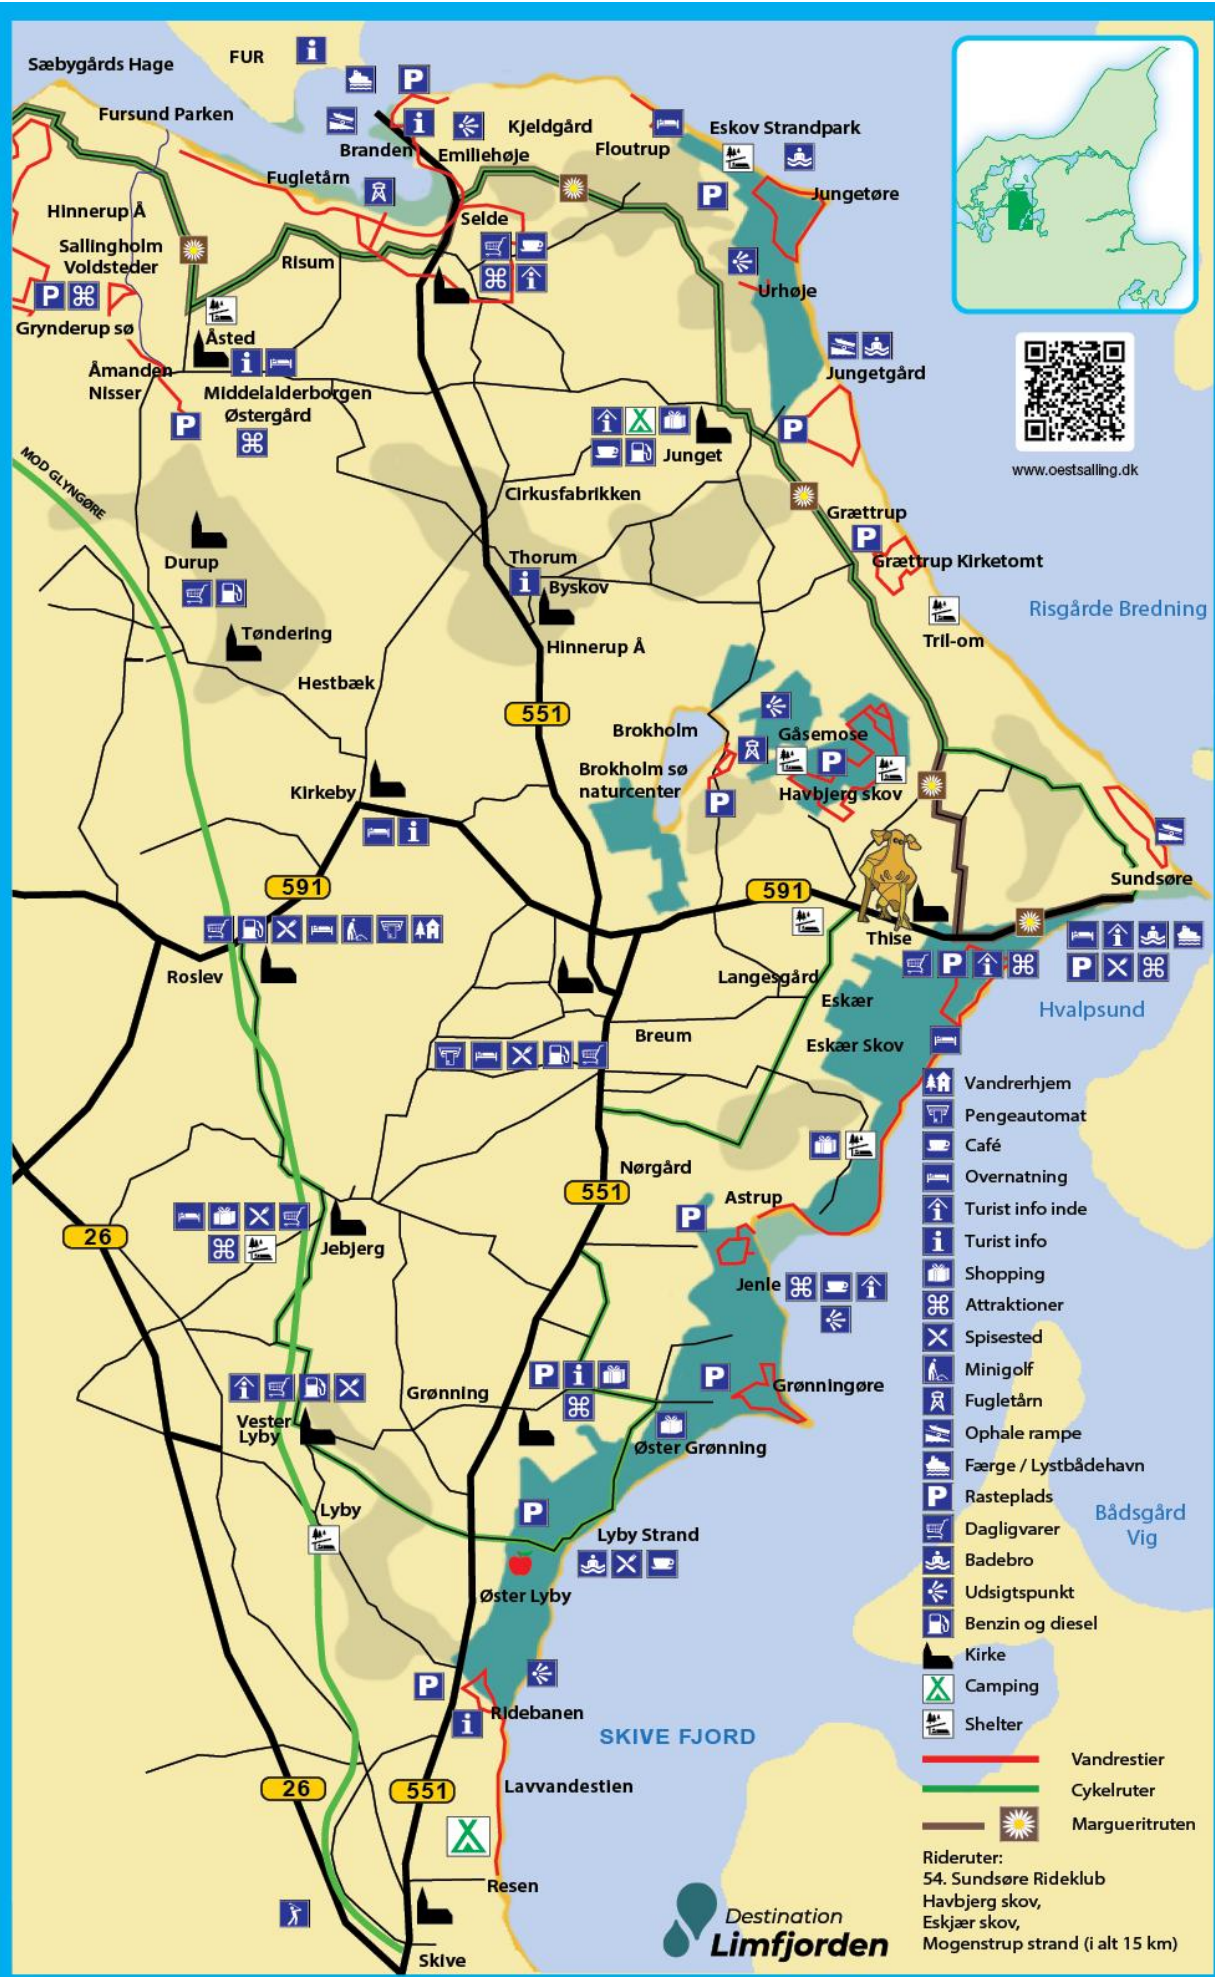 FUR
Sæbygårds Hage
Fursund Parken
Branden
Emiliehøje
Kjeldgård
Floutrup
Eskov Strandpark
Fugletårn
Jungetøre
Hinnerup Å
Selde
Sallingholm
Voldsteder
Risum
Urhøje
Grynderup sø
Åsted
Åmanden
Nisser
Middelalderborgen
Østergård
Jungetgård
MOD GLYNGØRE
Junget
www.oestsalling.dk
Cirkusfabrikken
Grættrup
Durup
Thorum
Byskov
Grættrup Kirketomt
Risgårde Bredning
Tøndering
Hinnerup Å
Tril-om
Hestbæk
551
Brokholm
Gåsemose
Brokholm sø
naturcenter
Kirkeby
Havbjerg skov
591
591
Sundsøre
Thise
Roslev
Langesgård
Eskær
Hvalpsund
Breum
Eskær Skov
Nørgård
551
Astrup
26
Jebjerg
Jenle
Grønning
Grønningøre
Vester
Lyby
Øster Grønning
Lyby
Lyby Strand
Øster Lyby
Ridebanen
SKIVE FJORD
Lavvandestien
26
551
Resen
Skive
Bådsgård
Vig
Vandrerhjem
Pengeautomat
Café
Overnatning
Turist info inde
Turist info
Shopping
Attraktioner
Spisested
Minigolf
Fugletårn
Ophale rampe
Færge / Lystbådehavn
P Rasteplads
Dagligvarer
Badebro
Udsigtspunkt
Benzin og diesel
Kirke
Camping
Shelter
Vandrestier
Cykelruter
Margueritruten
Rideruter:
54. Sundsøre Rideklub
Havbjerg skov,
Eskjær skov,
Mogenstrup strand (i alt 15 km)
Destination
Limfjorden